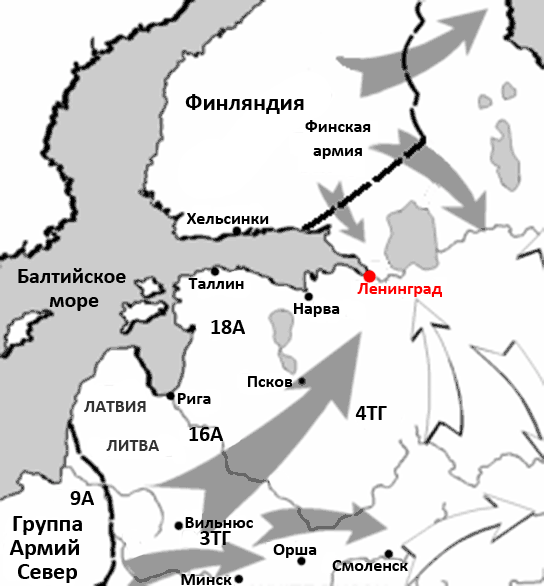 ФИНЛЯНДИЯ
Финская
армия
Хельсинки
Балтийское
море
Таллин
Ленинград
Нарва
18А
Псков
ЛАТВИЯ
Рига
4ТГ
16А
ЛИТВА
9А
Группа
Армий
Север
Вильнюс
3ТГ
Орша
Смоленск
Минск